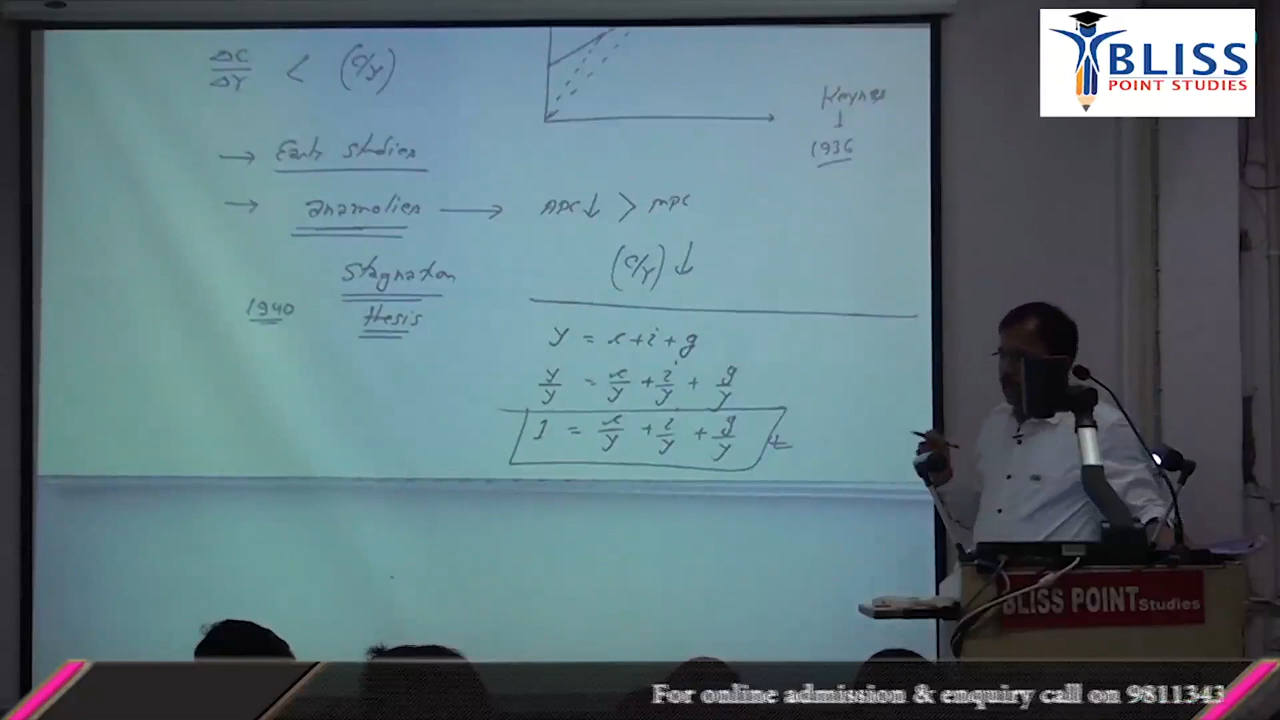 BLISS
POINT STUDIES
ΔC/ΔY < (C/Y)
Keynes
↓
1936
→ Early studies
→ anamolies → APC↓ > MPC
(C/Y)↓
Stagnation
thesis
1940
y = c+i+g
y/y = c/y + i/y + g/y
1 = c/y + i/y + g/y
BLISS POINT Studies
For online admission & enquiry call on 9811343